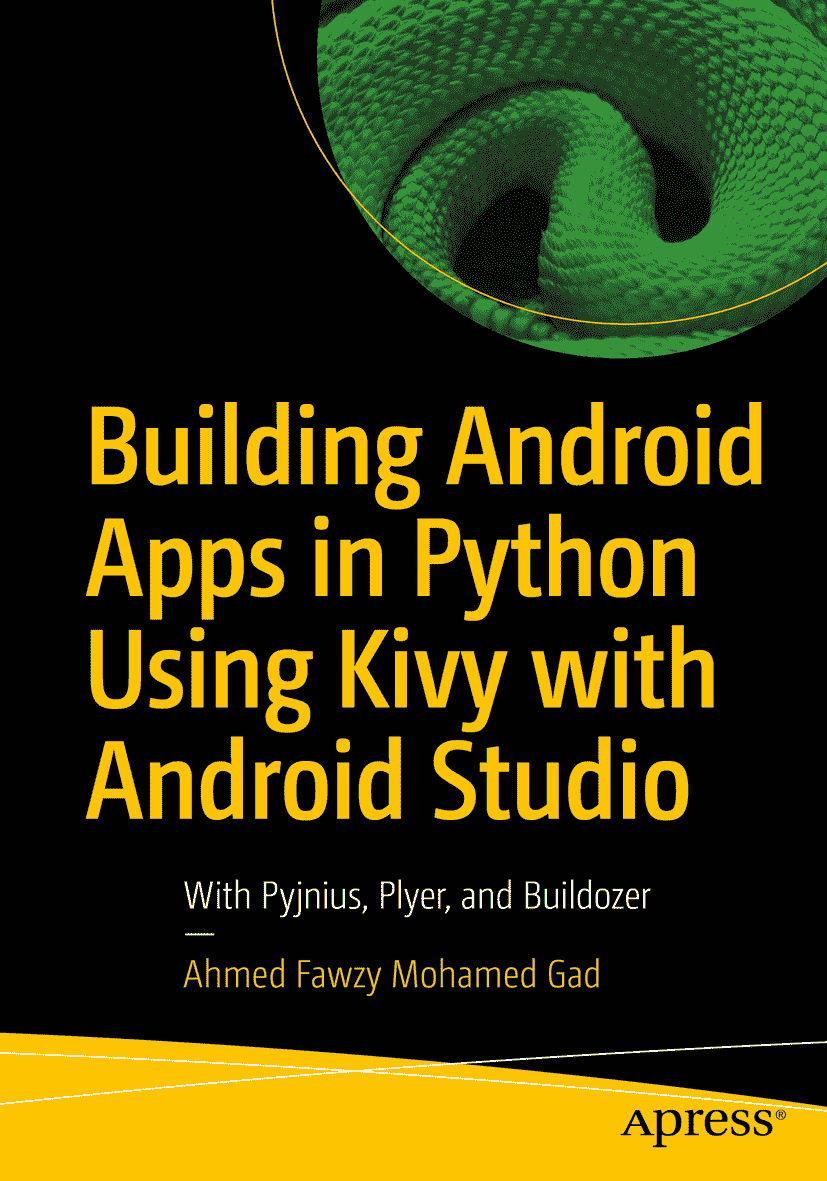 Building Android
Apps in Python
Using Kivy with
Android Studio
With Pyjnius, Plyer, and Buildozer
Ahmed Fawzy Mohamed Gad
Apress®